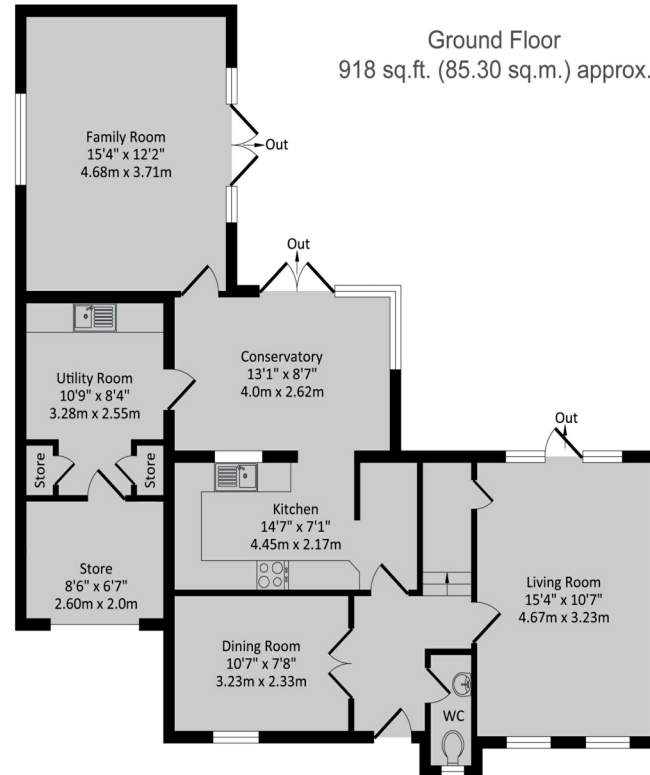 Ground Floor
918 sq.ft. (85.30 sq.m.) approx.
Family Room
15'4" x 12'2"
4.68m x 3.71m
Out
Out
Conservatory
13'1" x 8'7"
4.0m x 2.62m
Utility Room
10'9" x 8'4"
3.28m x 2.55m
Store
Store
Out
Kitchen
14'7" x 7'1"
4.45m x 2.17m
Store
8'6" x 6'7"
2.60m x 2.0m
Living Room
15'4" x 10'7"
4.67m x 3.23m
Dining Room
10'7" x 7'8"
3.23m x 2.33m
WC